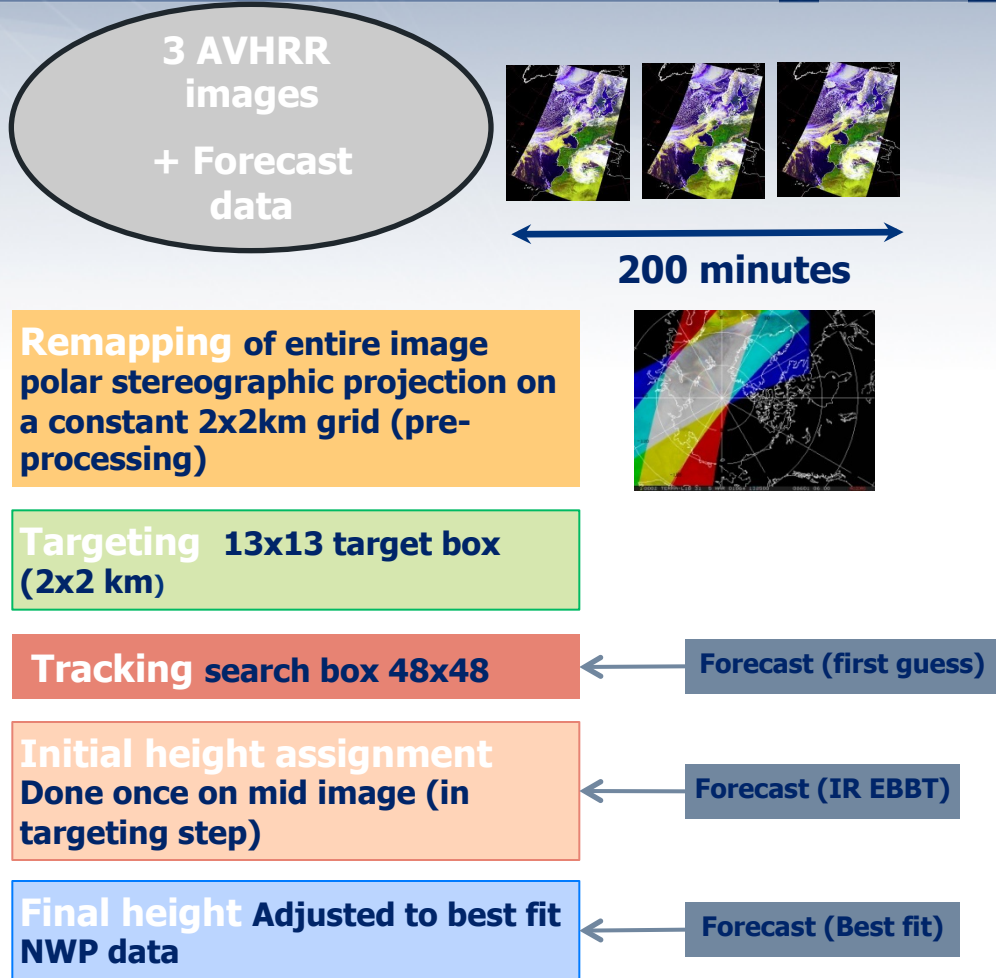 3 AVHRR
images
+ Forecast
data
200 minutes
Remapping of entire image
polar stereographic projection on
a constant 2x2km grid (pre-
processing)
Targeting 13x13 target box
(2x2 km)
Tracking search box 48x48
Forecast (first guess)
Initial height assignment
Done once on mid image (in
targeting step)
Forecast (IR EBBT)
Final height Adjusted to best fit
NWP data
Forecast (Best fit)